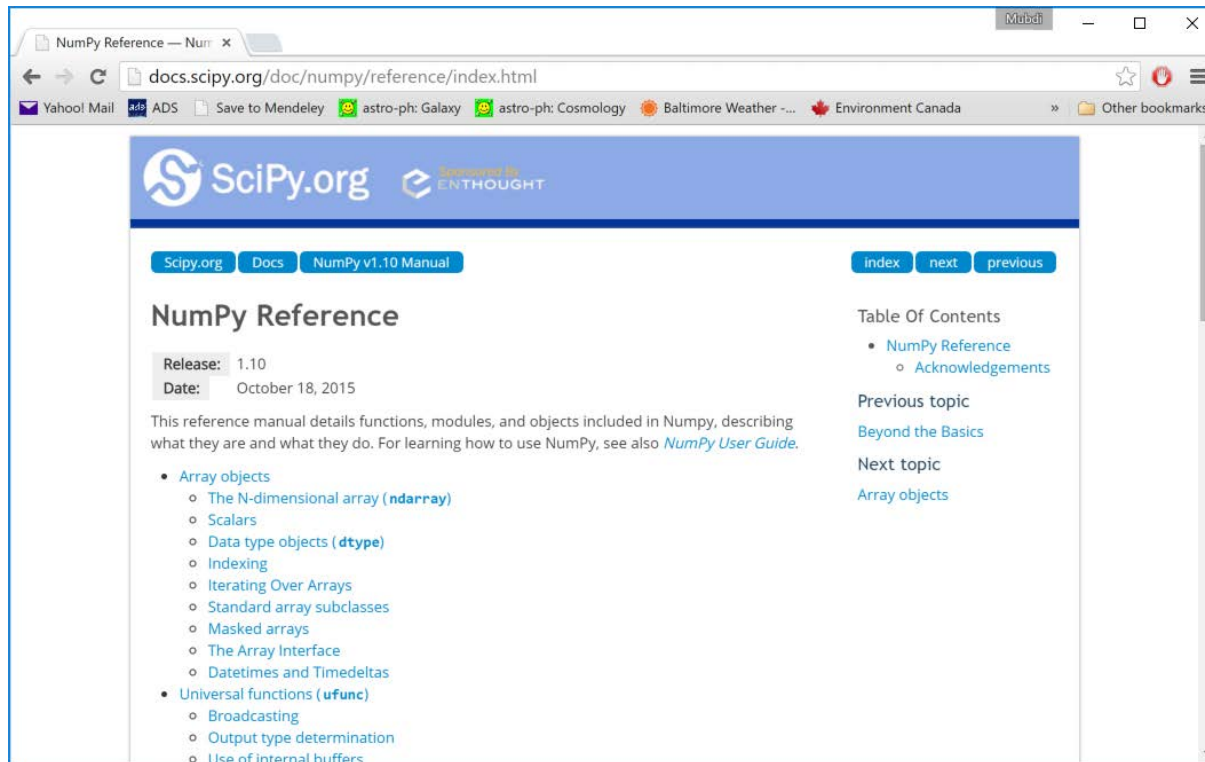 Mubdi
NumPy Reference — Num
docs.scipy.org/doc/numpy/reference/index.html
Yahoo! Mail ADS Save to Mendeley astro-ph: Galaxy astro-ph: Cosmology Baltimore Weather -... Environment Canada » Other bookmarks
SciPy.org Sponsored by ENTHOUGHT
Scipy.org Docs NumPy v1.10 Manual index next previous
NumPy Reference
Release: 1.10
Date: October 18, 2015
This reference manual details functions, modules, and objects included in Numpy, describing
what they are and what they do. For learning how to use NumPy, see also NumPy User Guide.
• Array objects
◦ The N-dimensional array (ndarray)
◦ Scalars
◦ Data type objects (dtype)
◦ Indexing
◦ Iterating Over Arrays
◦ Standard array subclasses
◦ Masked arrays
◦ The Array Interface
◦ Datetimes and Timedeltas
• Universal functions (ufunc)
◦ Broadcasting
◦ Output type determination
◦ Use of internal buffers
Table Of Contents
• NumPy Reference
◦ Acknowledgements
Previous topic
Beyond the Basics
Next topic
Array objects